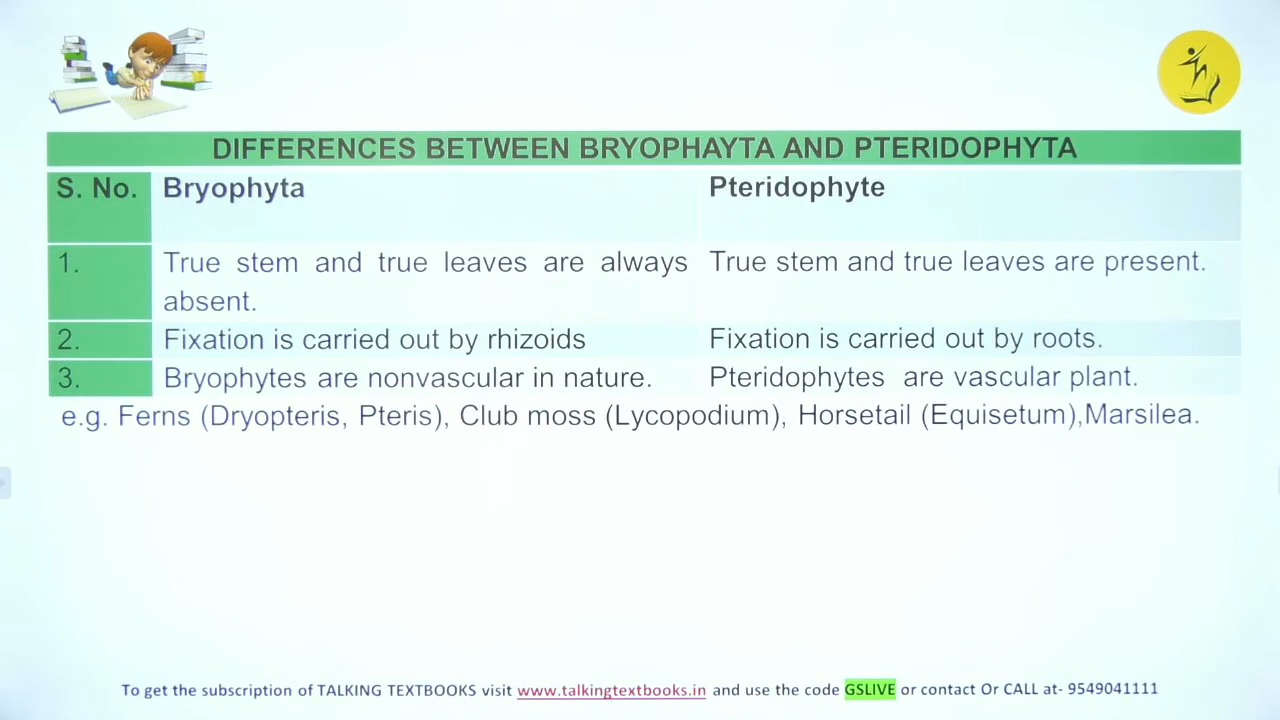 DIFFERENCES BETWEEN BRYOPHAYTA AND PTERIDOPHYTA
S. No. Bryophyta Pteridophyte
1. True stem and true leaves are always absent. True stem and true leaves are present.
2. Fixation is carried out by rhizoids Fixation is carried out by roots.
3. Bryophytes are nonvascular in nature. Pteridophytes are vascular plant.
e.g. Ferns (Dryopteris, Pteris), Club moss (Lycopodium), Horsetail (Equisetum),Marsilea.
To get the subscription of TALKING TEXTBOOKS visit www.talkingtextbooks.in and use the code GSLIVE or contact Or CALL at- 9549041111